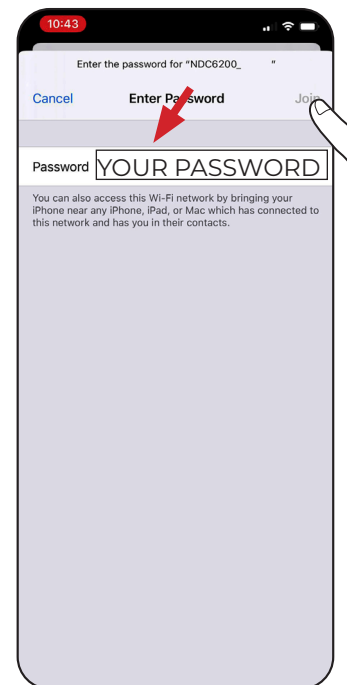 10:43
Enter the password for “NDC6200_ ”
Cancel Enter Password Join
Password YOUR PASSWORD
You can also access this Wi-Fi network by bringing your
iPhone near any iPhone, iPad, or Mac which has connected to
this network and has you in their contacts.